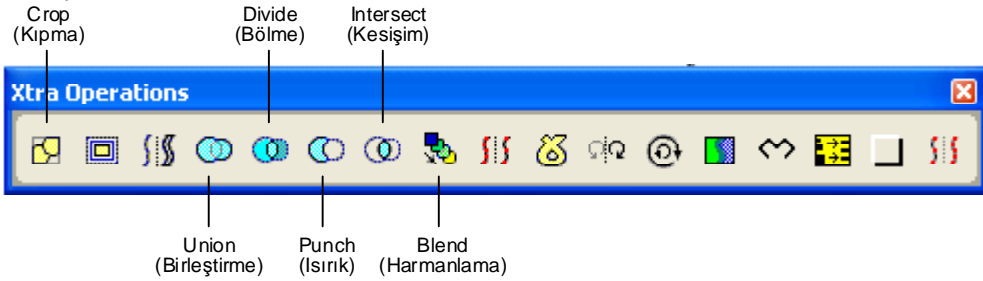 Crop
(Kıpma)
Divide
(Bölme)
Intersect
(Kesişim)
Xtra Operations
Union
(Birleştirme)
Punch
(Isırık)
Blend
(Harmanlama)